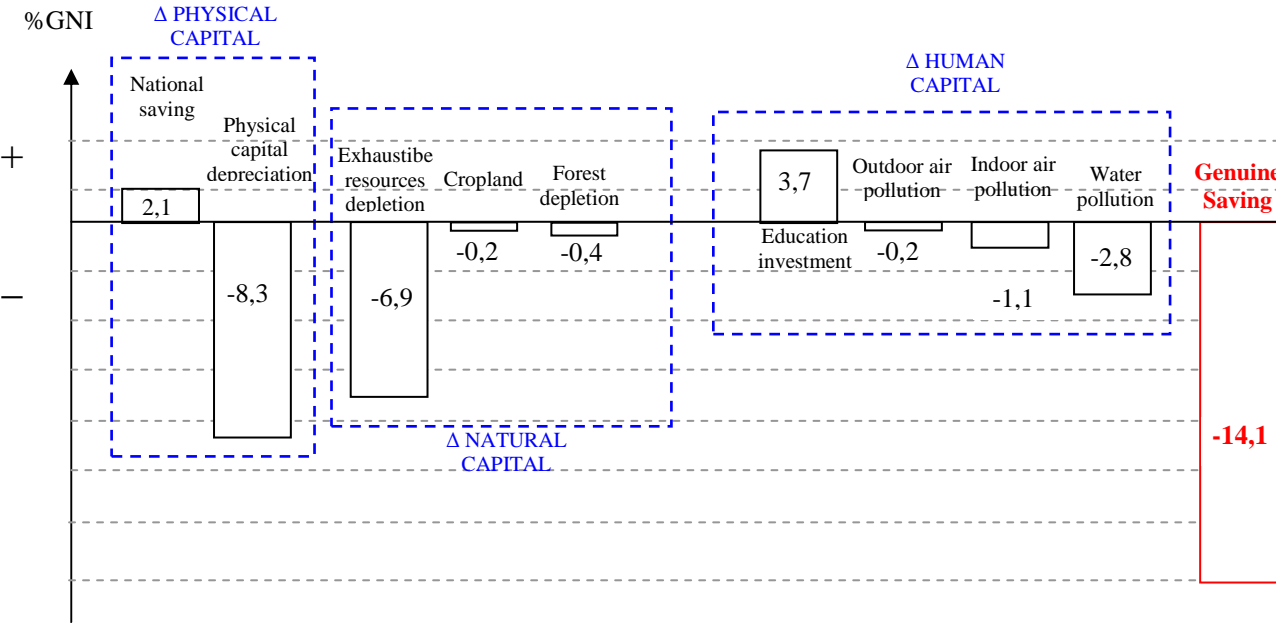 %GNI
Δ PHYSICAL
CAPITAL
National
saving
Physical
capital
depreciation
2,1
-8,3
+
−
Exhaustibe
resources
depletion
Cropland
Forest
depletion
-6,9
-0,2
-0,4
Δ NATURAL
CAPITAL
Δ HUMAN
CAPITAL
3,7
Education
investment
Outdoor air
pollution
-0,2
Indoor air
pollution
-1,1
Water
pollution
-2,8
Genuine
Saving
-14,1